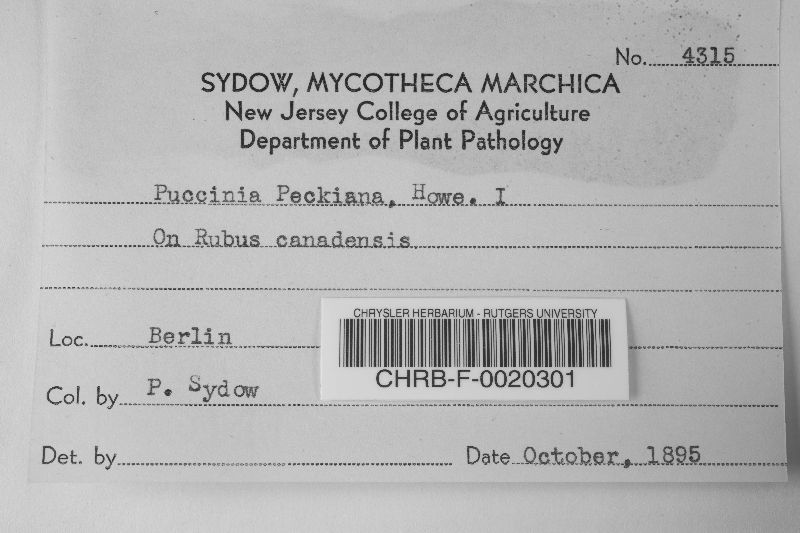 No. 4315
SYDOW, MYCOTHECA MARCHICA
New Jersey College of Agriculture
Department of Plant Pathology
Puccinia Peckiana, Howe. I
On Rubus canadensis
Loc. Berlin
CHRYSLER HERBARIUM - RUTGERS UNIVERSITY
CHRB-F-0020301
Col. by P. Sydow
Det. by
Date October, 1895